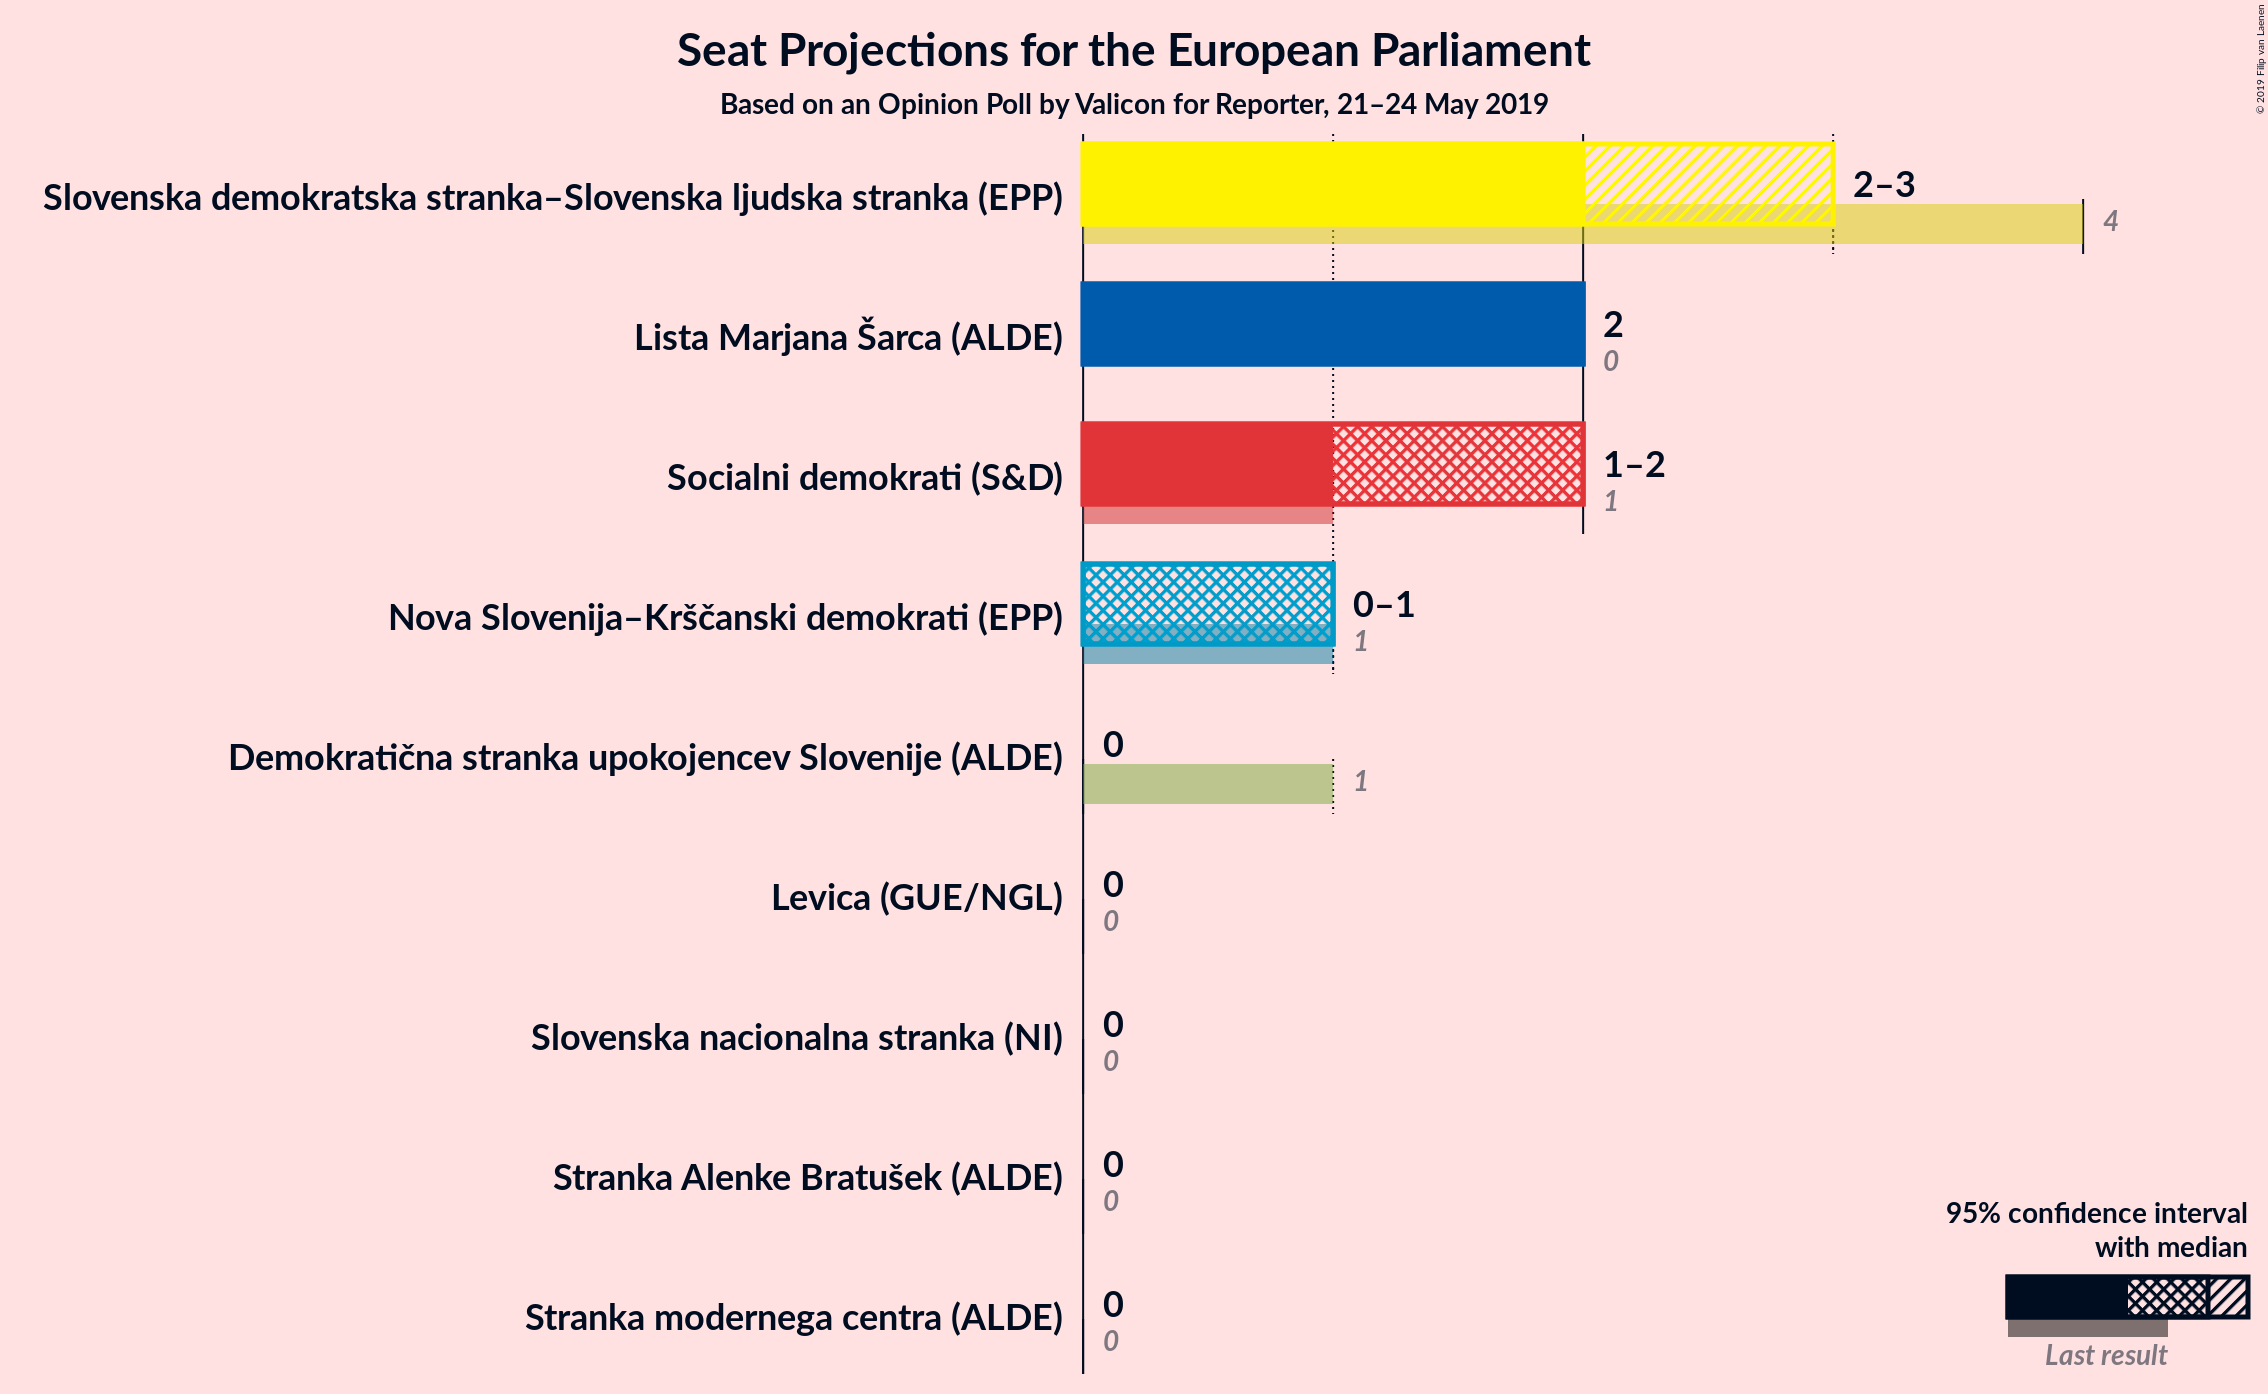 Seat Projections for the European Parliament
Based on an Opinion Poll by Valicon for Reporter, 21–24 May 2019
© 2019 Filip van Laenen
Slovenska demokratska stranka–Slovenska ljudska stranka (EPP)
2–3
4
Lista Marjana Šarca (ALDE)
2
0
Socialni demokrati (S&D)
1–2
1
Nova Slovenija–Krščanski demokrati (EPP)
0–1
1
Demokratična stranka upokojencev Slovenije (ALDE)
0
1
Levica (GUE/NGL)
0
0
Slovenska nacionalna stranka (NI)
0
0
Stranka Alenke Bratušek (ALDE)
0
0
Stranka modernega centra (ALDE)
0
0
95% confidence interval
with median
Last result